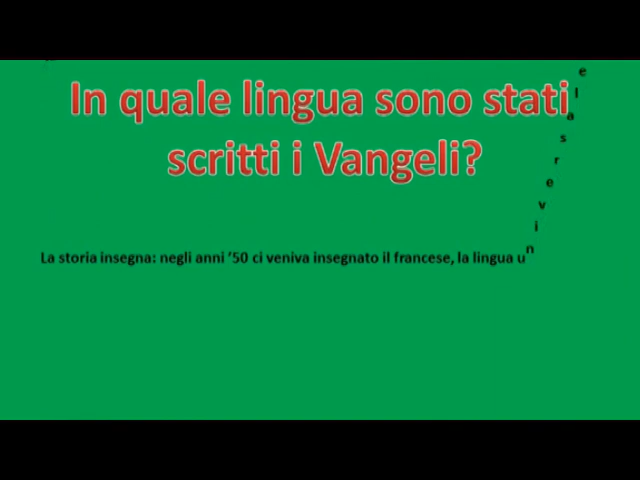 In quale lingua sono stati
scritti i Vangeli?
La storia insegna: negli anni '50 ci veniva insegnato il francese, la lingua universale